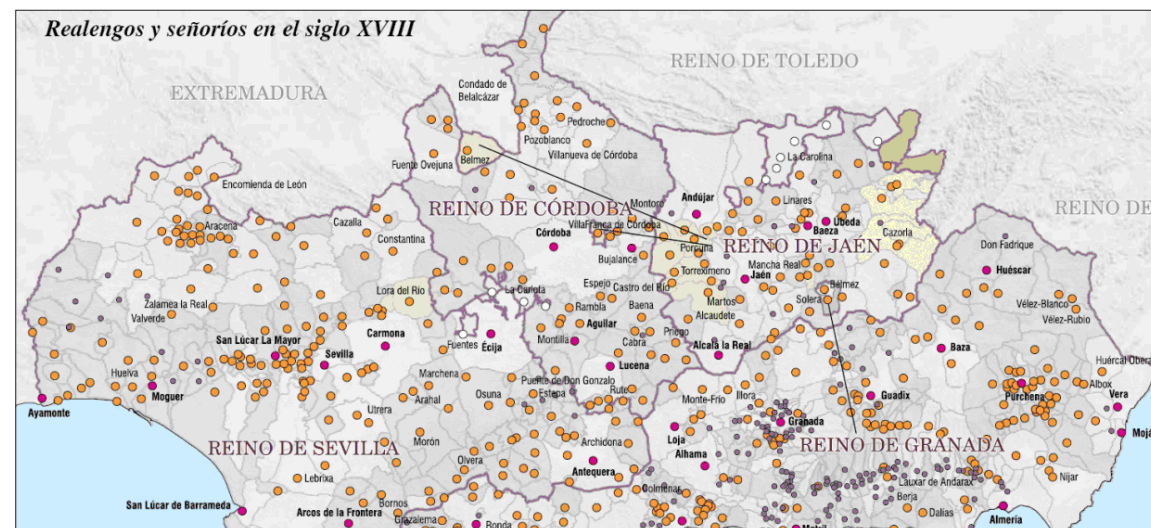 Realengos y señoríos en el siglo XVIII
REINO DE TOLEDO
EXTREMADURA
Condado de
Belalcázar
Pedroche
Pozoblanco
Villanueva de Córdoba
Fuente Ovejuna
Belmez
La Carolina
Encomienda de León
Aracena
Cazalla
Constantina
REINO DE CÓRDOBA
Montoro
Andújar
Linares
Villafranca de Córdoba
Úbeda
Baeza
REINO DE
Cazorla
Córdoba
Bujalance
Porcuna
REINO DE JAÉN
Don Fadrique
Huéscar
Torreximeno
Mancha Real
Jaén
Lora del Río
La Carlota
Espejo
Castro del Río
Bélmez
Solera
Zalamea la Real
Valverde
Rambla
Baena
Martos
Alcaudete
Vélez-Blanco
Vélez-Rubio
Aguilar
Carmona
Fuentes
Écija
Montilla
Cabra
Priego
San Lúcar La Mayor
Sevilla
Alcalá la Real
Baza
Huércal Overa
Huelva
Moguer
Lucena
Marchena
Puente de Don Gonzalo
Estepa
Rute
Monte-Frío
Illora
Guadix
Purchena
Albox
Vera
Ayamonte
Arahal
Osuna
Utrera
Granada
Loja
REINO DE SEVILLA
Morón
Archidona
REINO DE GRANADA
Olvera
Antequera
Alhama
Lebrixa
Colmenar
Lauxar de Andarax
Níjar
San Lúcar de Barrameda
Bornos
Berja
Dalías
Arcos de la Frontera
Grazalema
Ronda
Almería